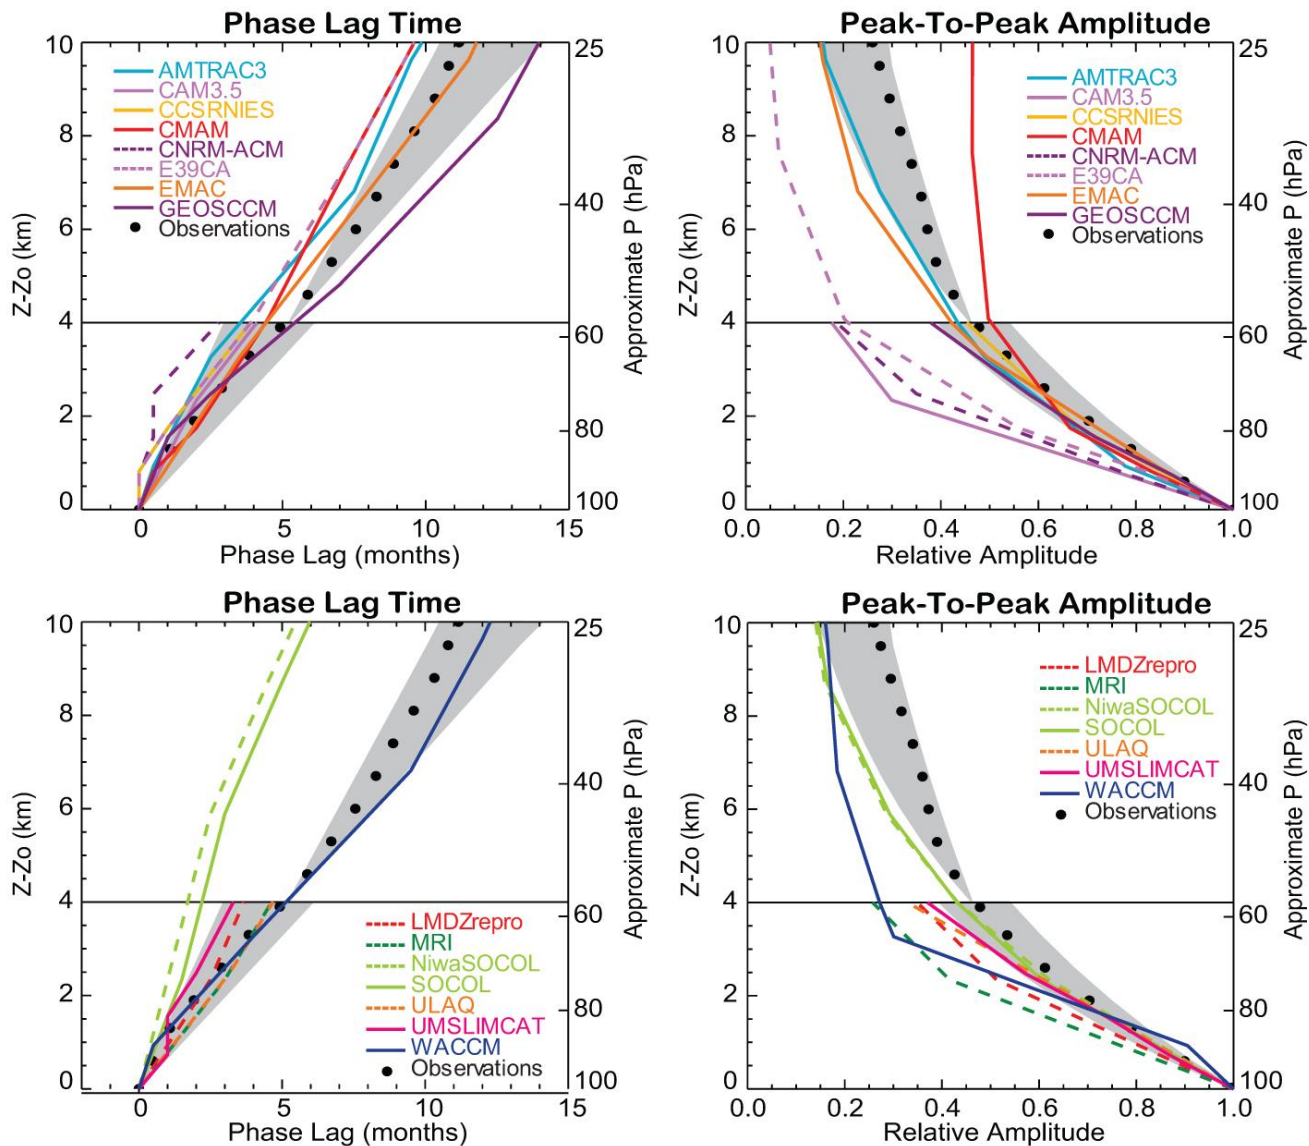 Phase Lag Time
10
8
6
4
2
0
Z-Zo (km)
AMTRAC3
CAM3.5
CCSRNIES
CMAM
CNRM-ACM
E39CA
EMAC
GEOSCCM
Observations
25
40
60
80
100
Approximate P (hPa)
0 5 10 15
Phase Lag (months)
Peak-To-Peak Amplitude
10
8
6
4
2
0
Z-Zo (km)
AMTRAC3
CAM3.5
CCSRNIES
CMAM
CNRM-ACM
E39CA
EMAC
GEOSCCM
Observations
25
40
60
80
100
Approximate P (hPa)
0.0 0.2 0.4 0.6 0.8 1.0
Relative Amplitude
Phase Lag Time
10
8
6
4
2
0
Z-Zo (km)
LMDZrepro
MRI
NiwaSOCOL
SOCOL
ULAQ
UMSLIMCAT
WACCM
Observations
25
40
60
80
100
Approximate P (hPa)
0 5 10 15
Phase Lag (months)
Peak-To-Peak Amplitude
10
8
6
4
2
0
Z-Zo (km)
LMDZrepro
MRI
NiwaSOCOL
SOCOL
ULAQ
UMSLIMCAT
WACCM
Observations
25
40
60
80
100
Approximate P (hPa)
0.0 0.2 0.4 0.6 0.8 1.0
Relative Amplitude